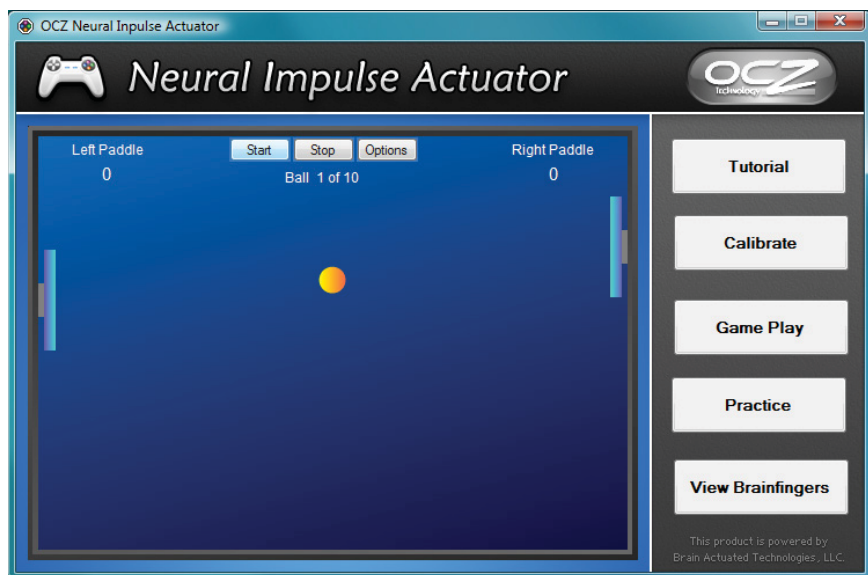 OCZ Neural Inpulse Actuator
Neural Impulse Actuator
OCZ
Technology
Left Paddle
Start
Stop
Options
Right Paddle
0
Ball 1 of 10
0
Tutorial
Calibrate
Game Play
Practice
View Brainfingers
This product is powered by
Brain Actuated Technologies, LLC.